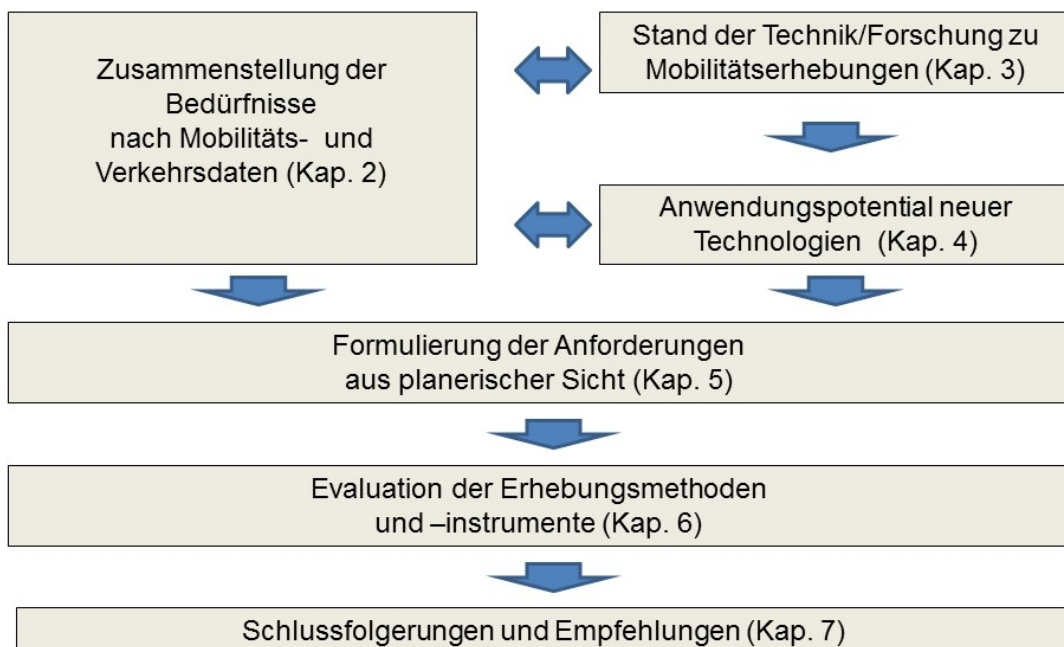 Zusammenstellung der
Bedürfnisse
nach Mobilitäts- und
Verkehrsdaten (Kap. 2)
Stand der Technik/Forschung zu
Mobilitätserhebungen (Kap. 3)
Anwendungspotential neuer
Technologien (Kap. 4)
Formulierung der Anforderungen
aus planerischer Sicht (Kap. 5)
Evaluation der Erhebungsmethoden
und –instrumente (Kap. 6)
Schlussfolgerungen und Empfehlungen (Kap. 7)